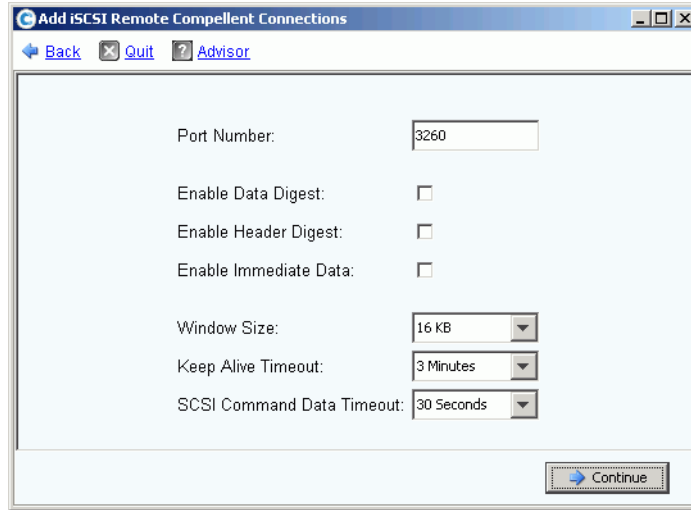 Add iSCSI Remote Compellent Connections
Back Quit Advisor
Port Number: 3260
Enable Data Digest:
Enable Header Digest:
Enable Immediate Data:
Window Size: 16 KB
Keep Alive Timeout: 3 Minutes
SCSI Command Data Timeout: 30 Seconds
Continue